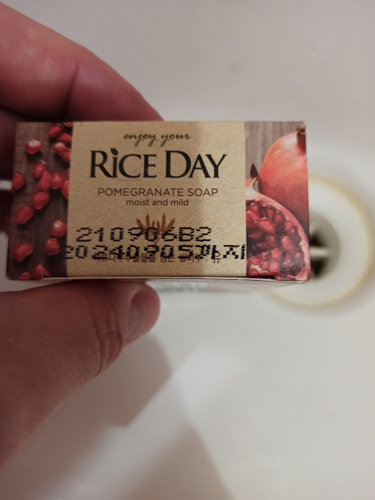 enjoy your
RiCE DAY
POMEGRANATE SOAP
moist and mild
210906B2
20240905까지